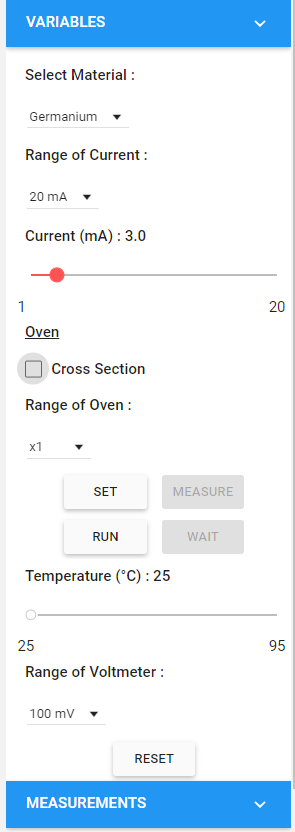 VARIABLES
Select Material :
Germanium
Range of Current :
20 mA
Current (mA) : 3.0
1 20
Oven
Cross Section
Range of Oven :
x1
SET MEASURE
RUN WAIT
Temperature (°C) : 25
25 95
Range of Voltmeter :
100 mV
RESET
MEASUREMENTS